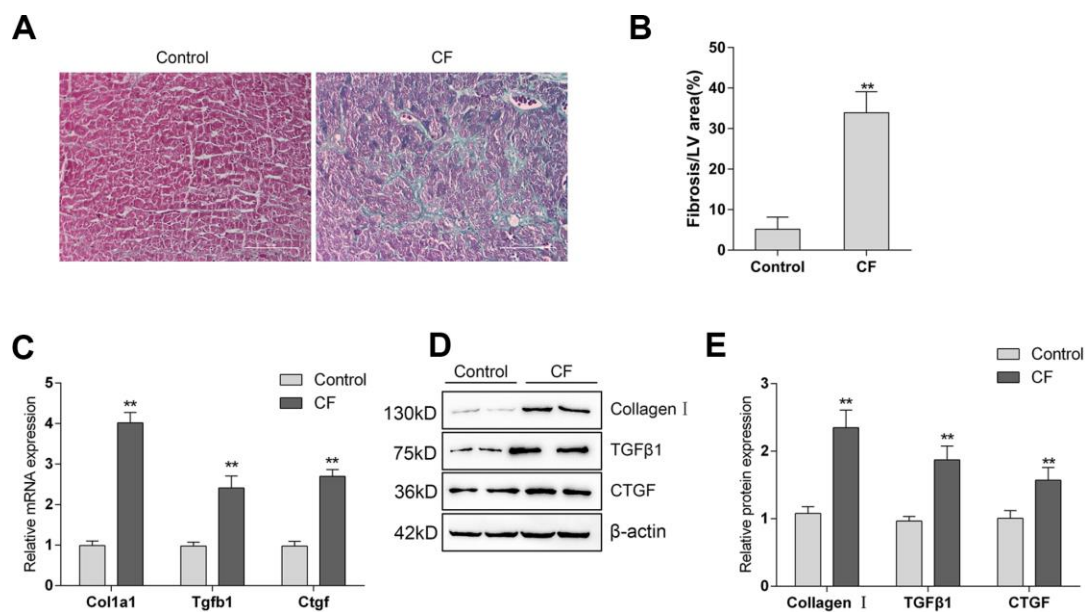 A
Control
CF
B
Fibrosis/LV area(%)
50
40
30
20
10
0
**
Control
CF
C
Relative mRNA expression
5
4
3
2
1
0
Control
CF
**
**
**
Col1a1
Tgfb1
Ctgf
D
Control
CF
130kD
Collagen Ⅰ
75kD
TGFβ1
36kD
CTGF
42kD
β-actin
E
Relative protein expression
3
2
1
0
Control
CF
**
**
**
Collagen Ⅰ
TGFβ1
CTGF